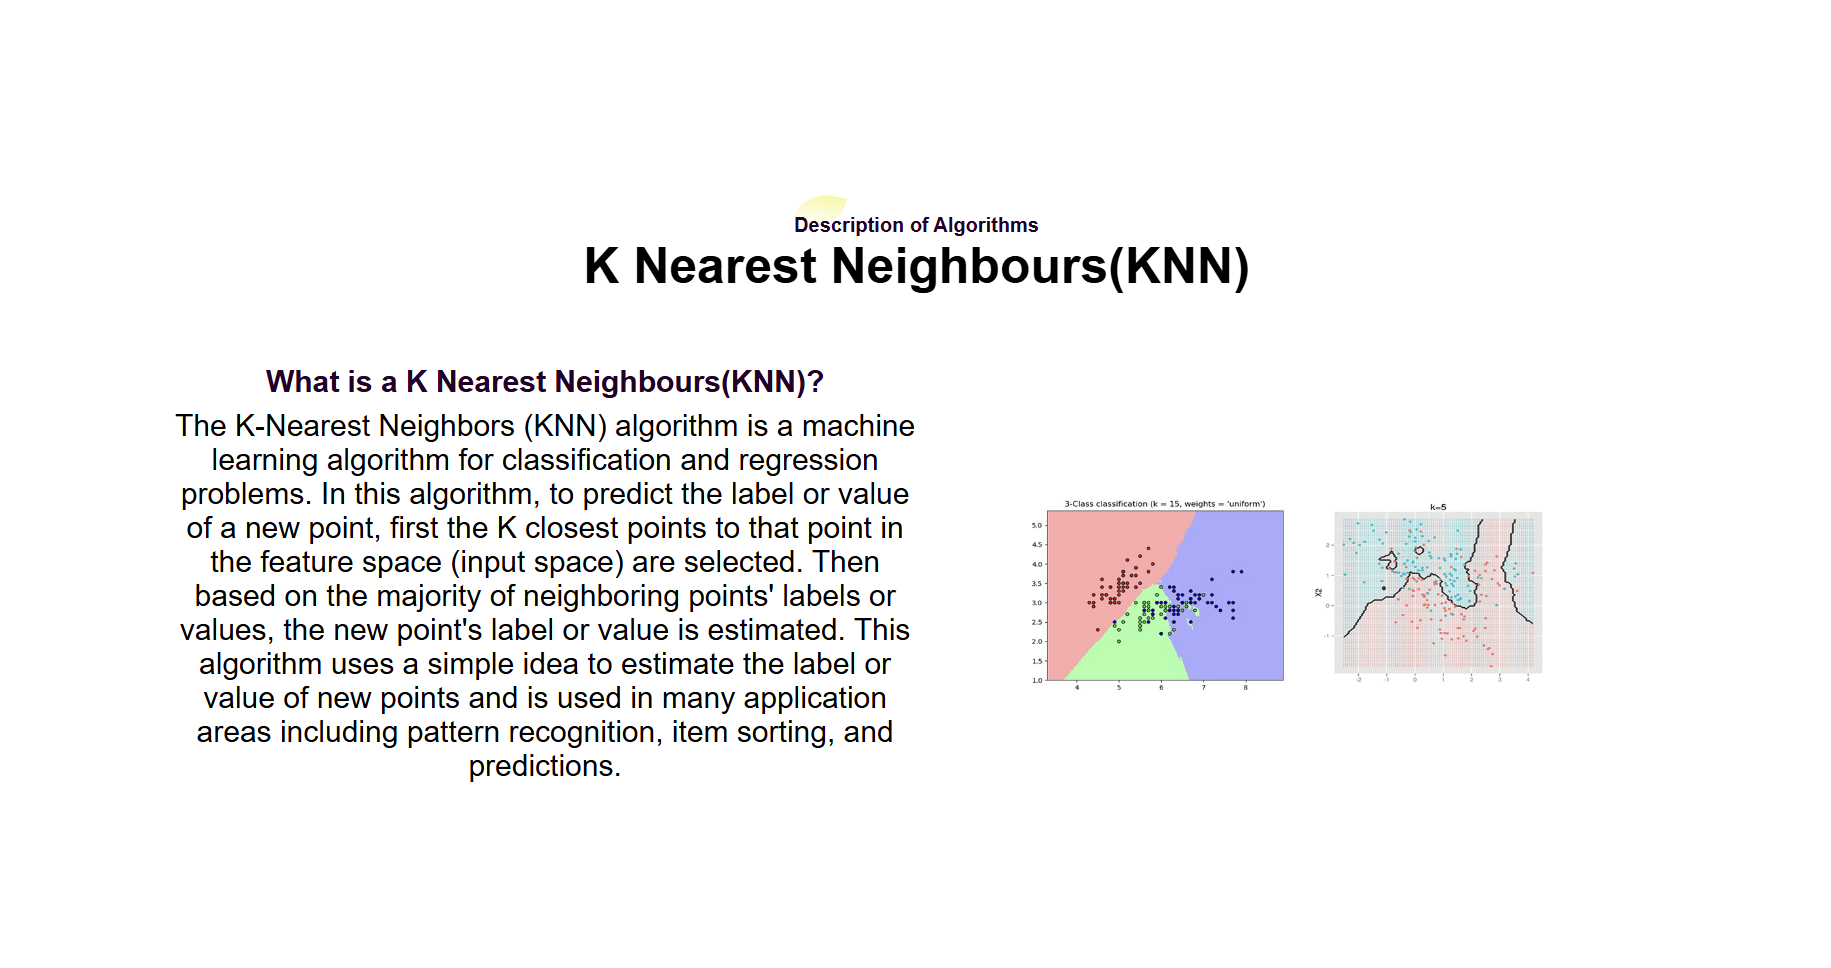 Description of Algorithms
K Nearest Neighbours(KNN)
What is a K Nearest Neighbours(KNN)?
The K-Nearest Neighbors (KNN) algorithm is a machine
learning algorithm for classification and regression
problems. In this algorithm, to predict the label or value
of a new point, first the K closest points to that point in
the feature space (input space) are selected. Then
based on the majority of neighboring points' labels or
values, the new point's label or value is estimated. This
algorithm uses a simple idea to estimate the label or
value of new points and is used in many application
areas including pattern recognition, item sorting, and
predictions.
3-Class classification (k = 15, weights = 'uniform')
5.0
4.5
4.0
3.5
3.0
2.5
2.0
1.5
1.0
4 5 6 7 8
k=5
X2
2
1
0
-1
-2 -1 0 1 2 3 4